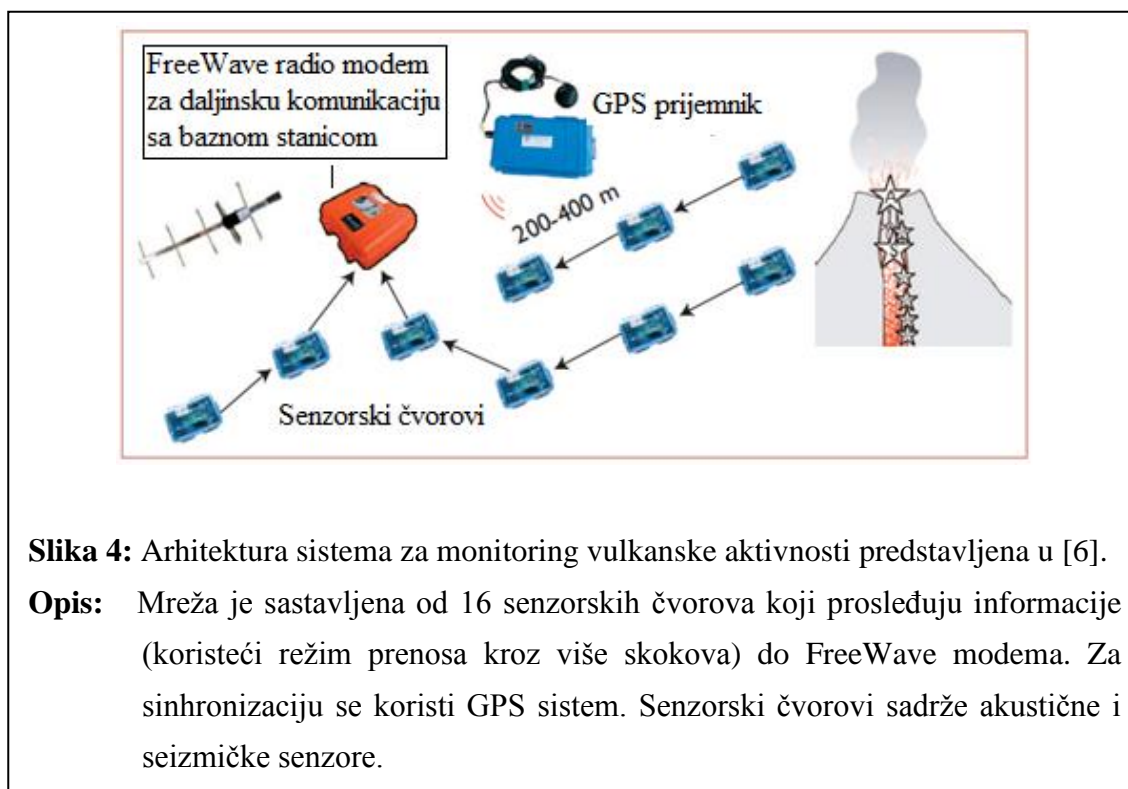 FreeWave radio modem
za daljinsku komunikaciju
sa baznom stanicom
GPS prijemnik
200-400 m
Senzorski čvorovi
Slika 4: Arhitektura sistema za monitoring vulkanske aktivnosti predstavljena u [6].
Opis: Mreža je sastavljena od 16 senzorskih čvorova koji prosleđuju informacije
(koristeći režim prenosa kroz više skokova) do FreeWave modema. Za
sinhronizaciju se koristi GPS sistem. Senzorski čvorovi sadrže akustične i
seizmičke senzore.